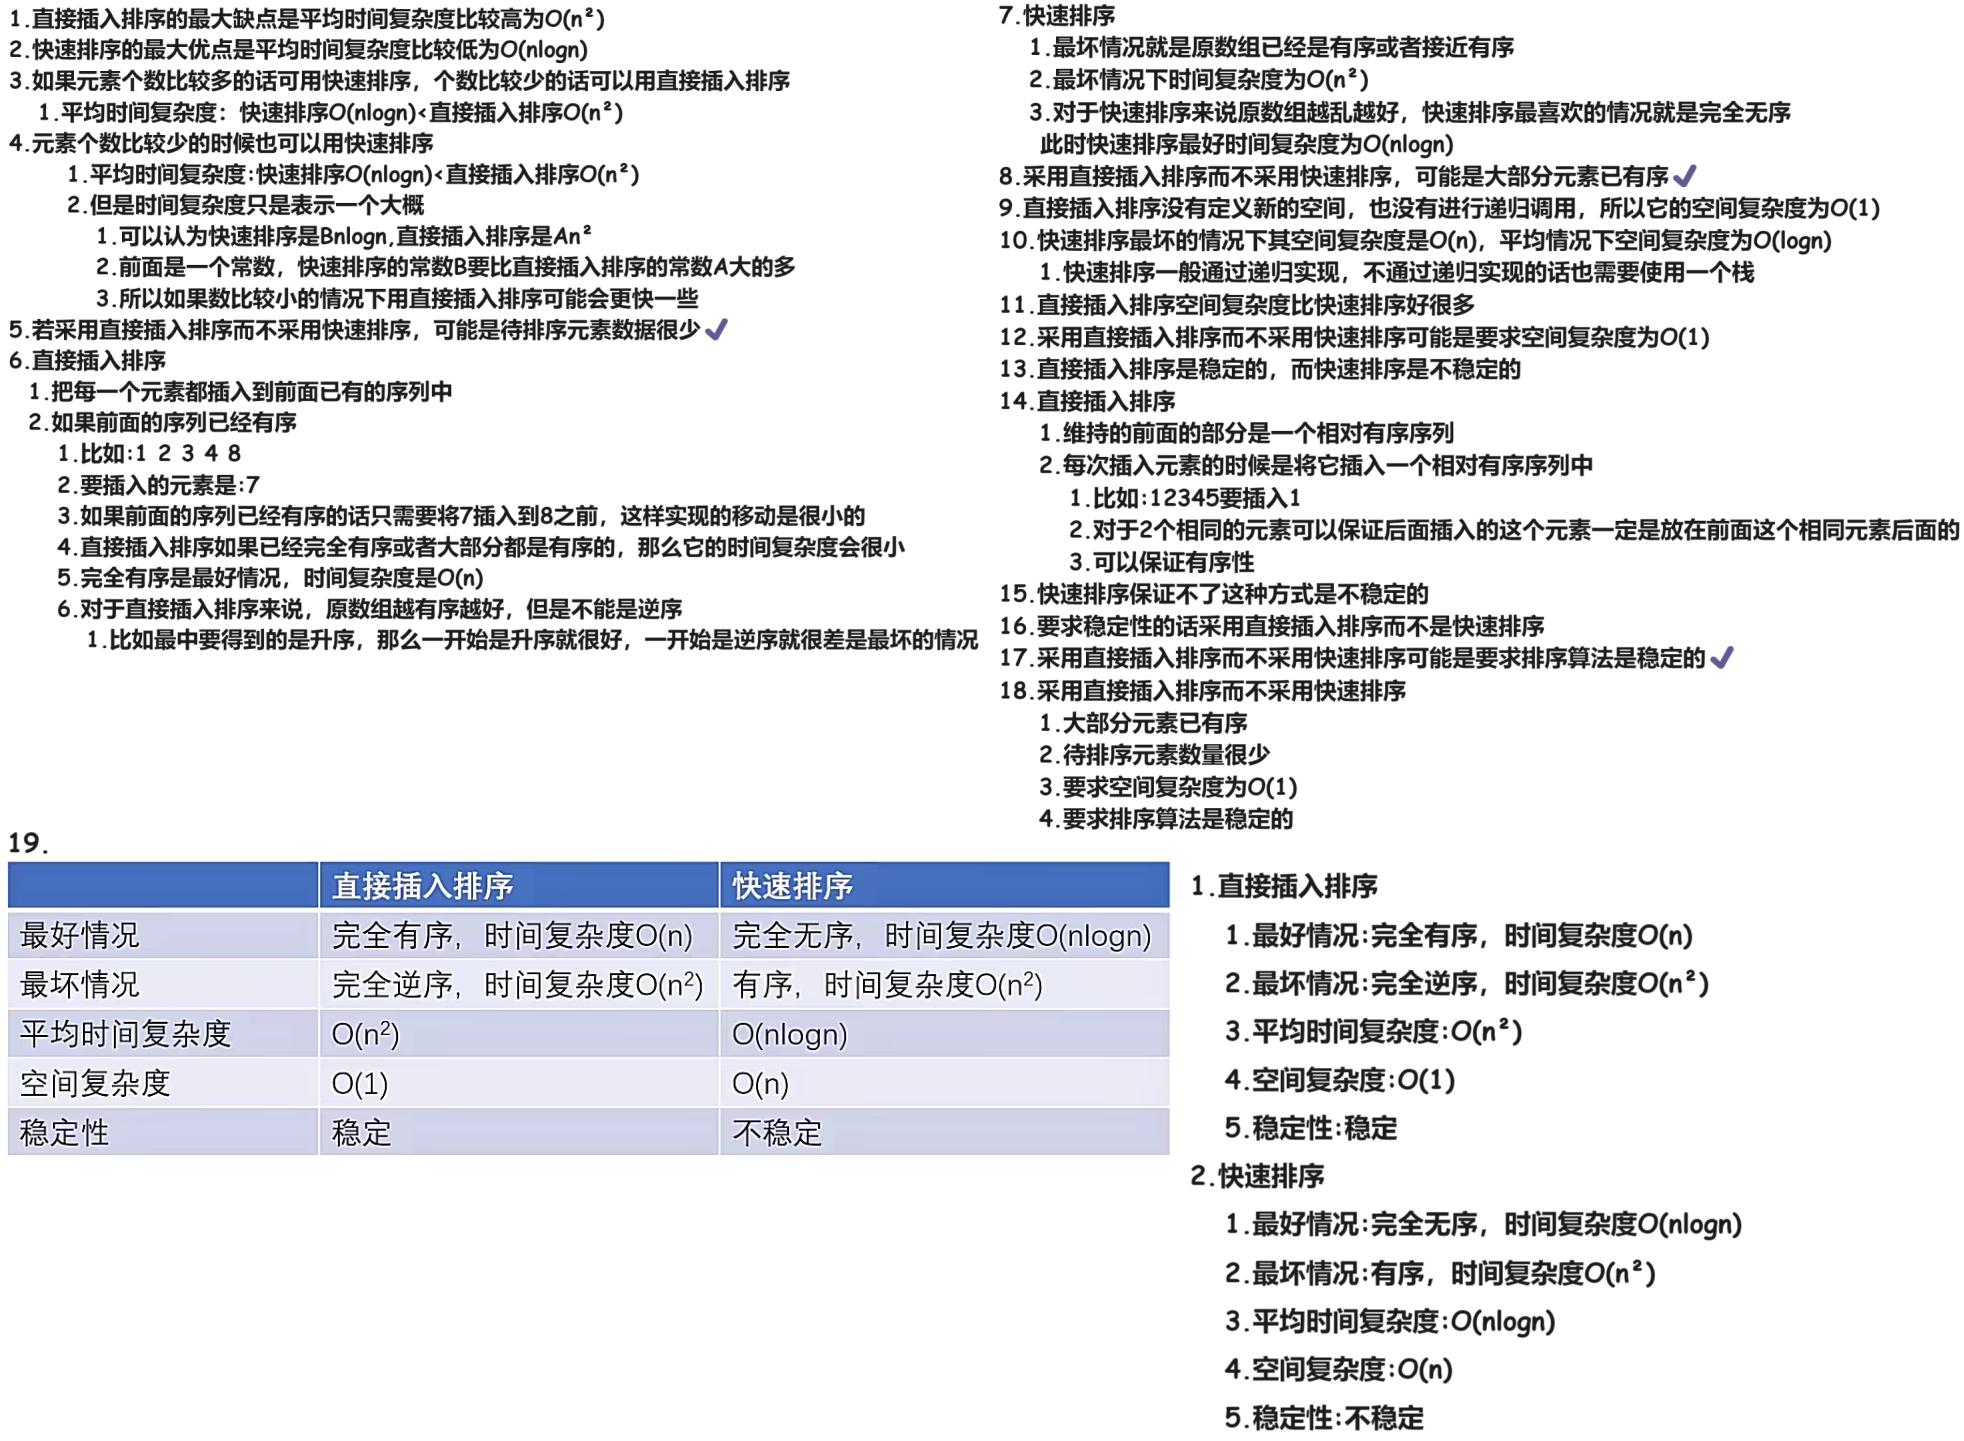 1.直接插入排序的最大缺点是平均时间复杂度比较高为O(n²)
2.快速排序的最大优点是平均时间复杂度比较低为O(nlogn)
3.如果元素个数比较多的话可用快速排序，个数比较少的话可以用直接插入排序
1.平均时间复杂度：快速排序O(nlogn)<直接插入排序O(n²)
4.元素个数比较少的时候也可以用快速排序
1.平均时间复杂度:快速排序O(nlogn)<直接插入排序O(n²)
2.但是时间复杂度只是表示一个大概
1.可以认为快速排序是Bnlogn,直接插入排序是An²
2.前面是一个常数，快速排序的常数B要比直接插入排序的常数A大的多
3.所以如果数比较小的情况下用直接插入排序可能会更快一些
5.若采用直接插入排序而不采用快速排序，可能是待排序元素数据很少✔
6.直接插入排序
1.把每一个元素都插入到前面已有的序列中
2.如果前面的序列已经有序
1.比如:1 2 3 4 8
2.要插入的元素是:7
3.如果前面的序列已经有序的话只需要将7插入到8之前，这样实现的移动是很小的
4.直接插入排序如果已经完全有序或者大部分都是有序的，那么它的时间复杂度会很小
5.完全有序是最好情况，时间复杂度是O(n)
6.对于直接插入排序来说，原数组越有序越好，但是不能是逆序
1.比如最中要得到的是升序，那么一开始是升序就很好，一开始是逆序就很差是最坏的情况
7.快速排序
1.最坏情况就是原数组已经是有序或者接近有序
2.最坏情况下时间复杂度为O(n²)
3.对于快速排序来说原数组越乱越好，快速排序最喜欢的情况就是完全无序
此时快速排序最好时间复杂度为O(nlogn)
8.采用直接插入排序而不采用快速排序，可能是大部分元素已有序✔
9.直接插入排序没有定义新的空间，也没有进行递归调用，所以它的空间复杂度为O(1)
10.快速排序最坏的情况下其空间复杂度是O(n)，平均情况下空间复杂度为O(logn)
1.快速排序一般通过递归实现，不通过递归实现的话也需要使用一个栈
11.直接插入排序空间复杂度比快速排序好很多
12.采用直接插入排序而不采用快速排序可能是要求空间复杂度为O(1)
13.直接插入排序是稳定的，而快速排序是不稳定的
14.直接插入排序
1.维持的前面的部分是一个相对有序序列
2.每次插入元素的时候是将它插入一个相对有序序列中
1.比如:12345要插入1
2.对于2个相同的元素可以保证后面插入的这个元素一定是放在前面这个相同元素后面的
3.可以保证有序性
15.快速排序保证不了这种方式是不稳定的
16.要求稳定性的话采用直接插入排序而不是快速排序
17.采用直接插入排序而不采用快速排序可能是要求排序算法是稳定的✔
18.采用直接插入排序而不采用快速排序
1.大部分元素已有序
2.待排序元素数量很少
3.要求空间复杂度为O(1)
4.要求排序算法是稳定的
19.
直接插入排序 快速排序
最好情况 完全有序，时间复杂度O(n) 完全无序，时间复杂度O(nlogn)
最坏情况 完全逆序，时间复杂度O(n²) 有序，时间复杂度O(n²)
平均时间复杂度 O(n²) O(nlogn)
空间复杂度 O(1) O(n)
稳定性 稳定 不稳定
1.直接插入排序
1.最好情况:完全有序，时间复杂度O(n)
2.最坏情况:完全逆序，时间复杂度O(n²)
3.平均时间复杂度:O(n²)
4.空间复杂度:O(1)
5.稳定性:稳定
2.快速排序
1.最好情况:完全无序，时间复杂度O(nlogn)
2.最坏情况:有序，时间复杂度O(n²)
3.平均时间复杂度:O(nlogn)
4.空间复杂度:O(n)
5.稳定性:不稳定